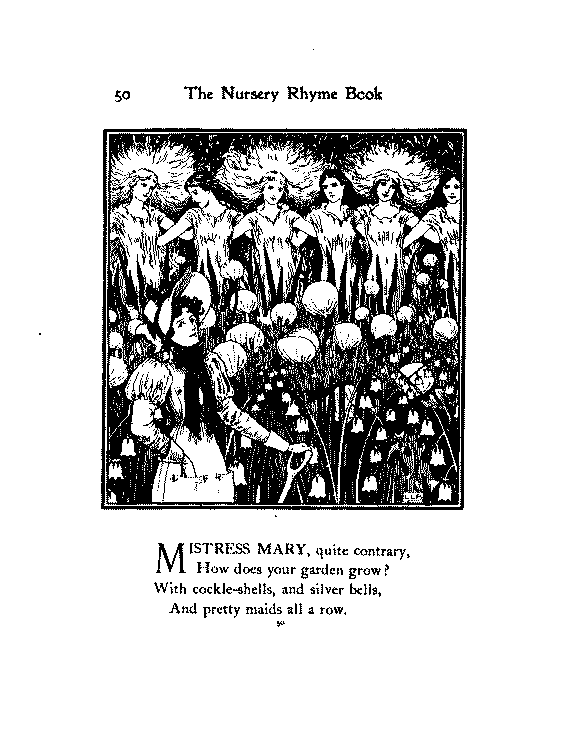 50 The Nursery Rhyme Book
MISTRESS MARY, quite contrary,
How does your garden grow?
With cockle-shells, and silver bells,
And pretty maids all a row.
50